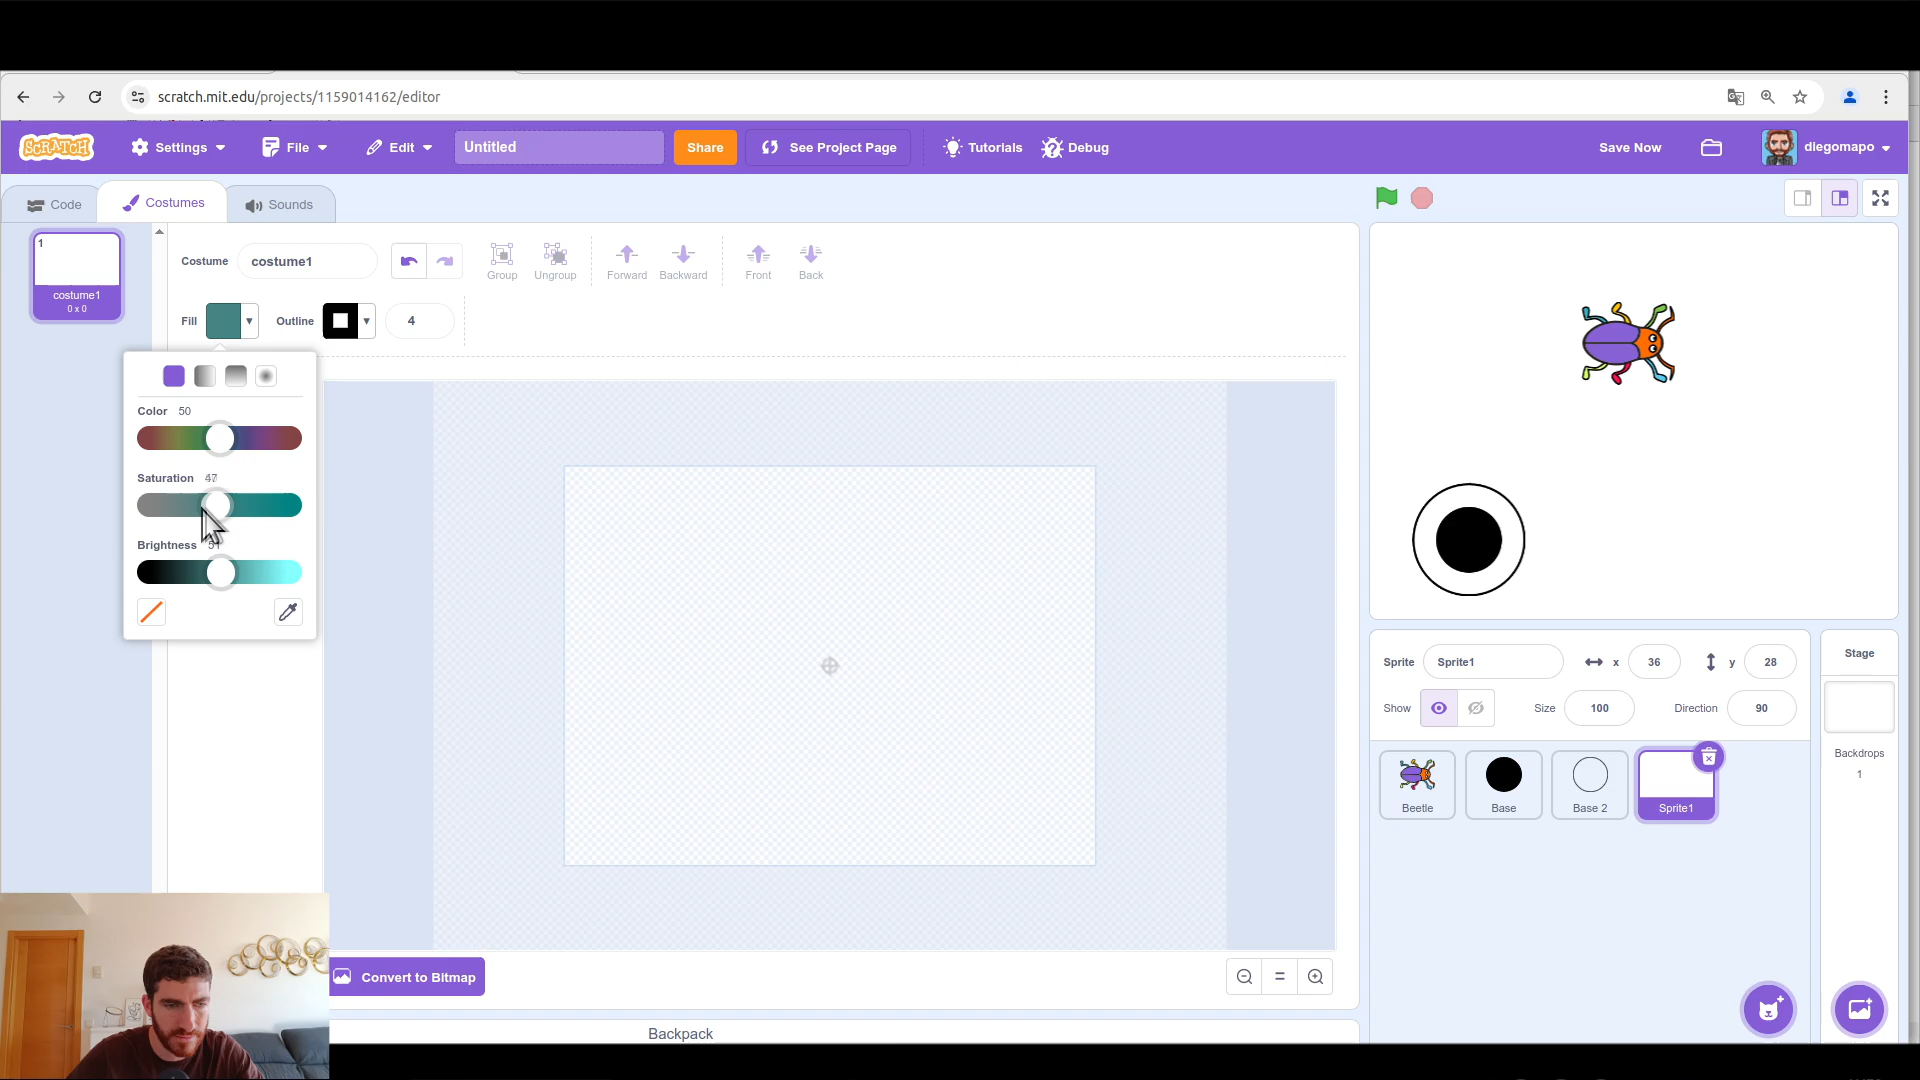 scratch.mit.edu/projects/1159014162/editor
SCRATCH
Settings
File
Edit
Untitled
Share
See Project Page
Tutorials
Debug
Save Now
diegomapo
Code
Costumes
Sounds
1
costume1
0 x 0
Costume
costume1
Group
Ungroup
Forward
Backward
Front
Back
Fill
Outline
4
Color 50
Saturation
Brightness 51
Convert to Bitmap
Backpack
Sprite
Sprite1
x
36
y
28
Show
Size
100
Direction
90
Beetle
Base
Base 2
Sprite1
Stage
Backdrops
1